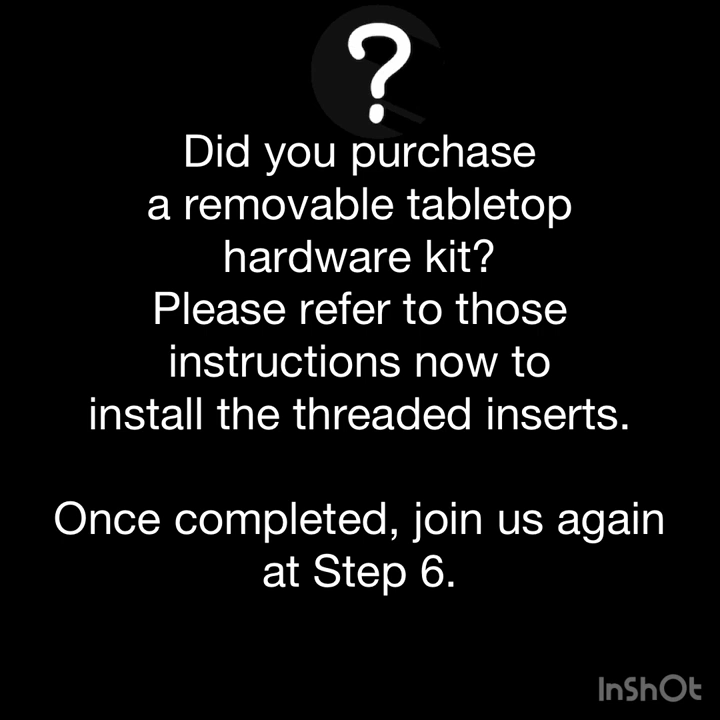 ?
Did you purchase
a removable tabletop
hardware kit?
Please refer to those
instructions now to
install the threaded inserts.
Once completed, join us again
at Step 6.
InShOt